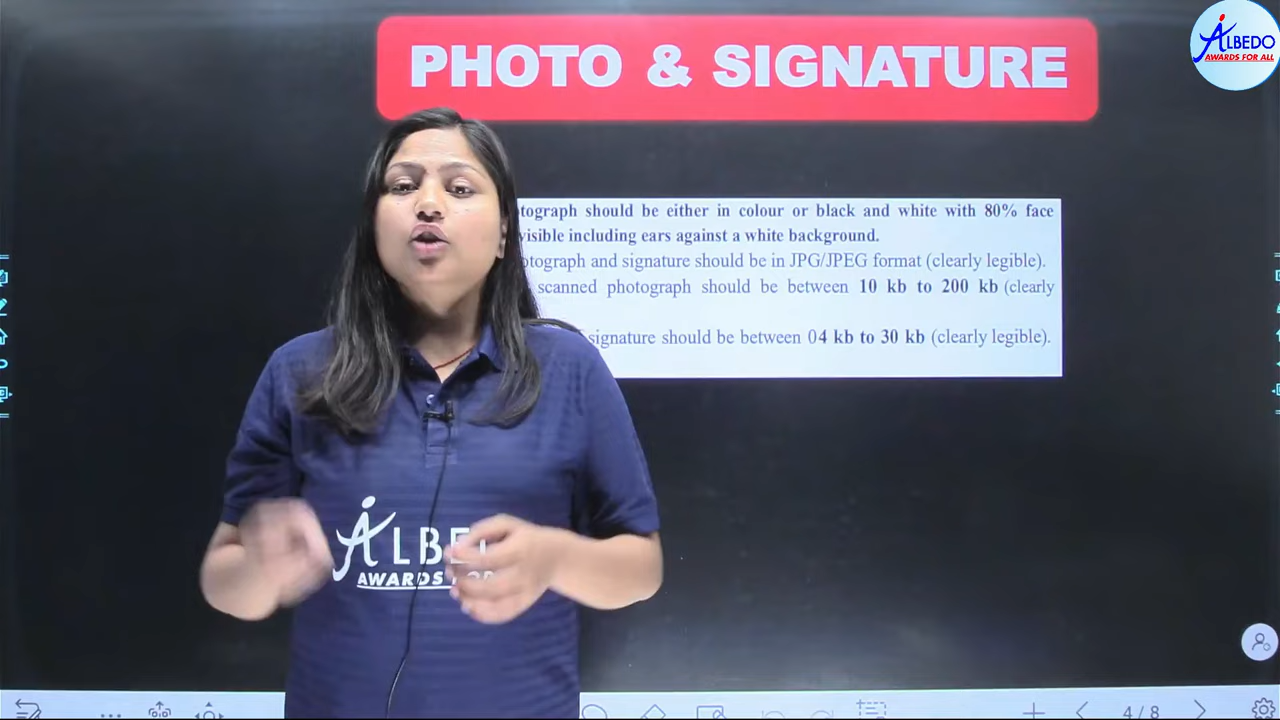 PHOTO & SIGNATURE
ALBEDO
AWARDS FOR ALL
should be either in colour or black and white with 80% face
visible including ears against a white background.
and signature should be in JPG/JPEG format (clearly legible).
scanned photograph should be between 10 kb to 200 kb (clearly
signature should be between 04 kb to 30 kb (clearly legible).
AWARDS
4/8